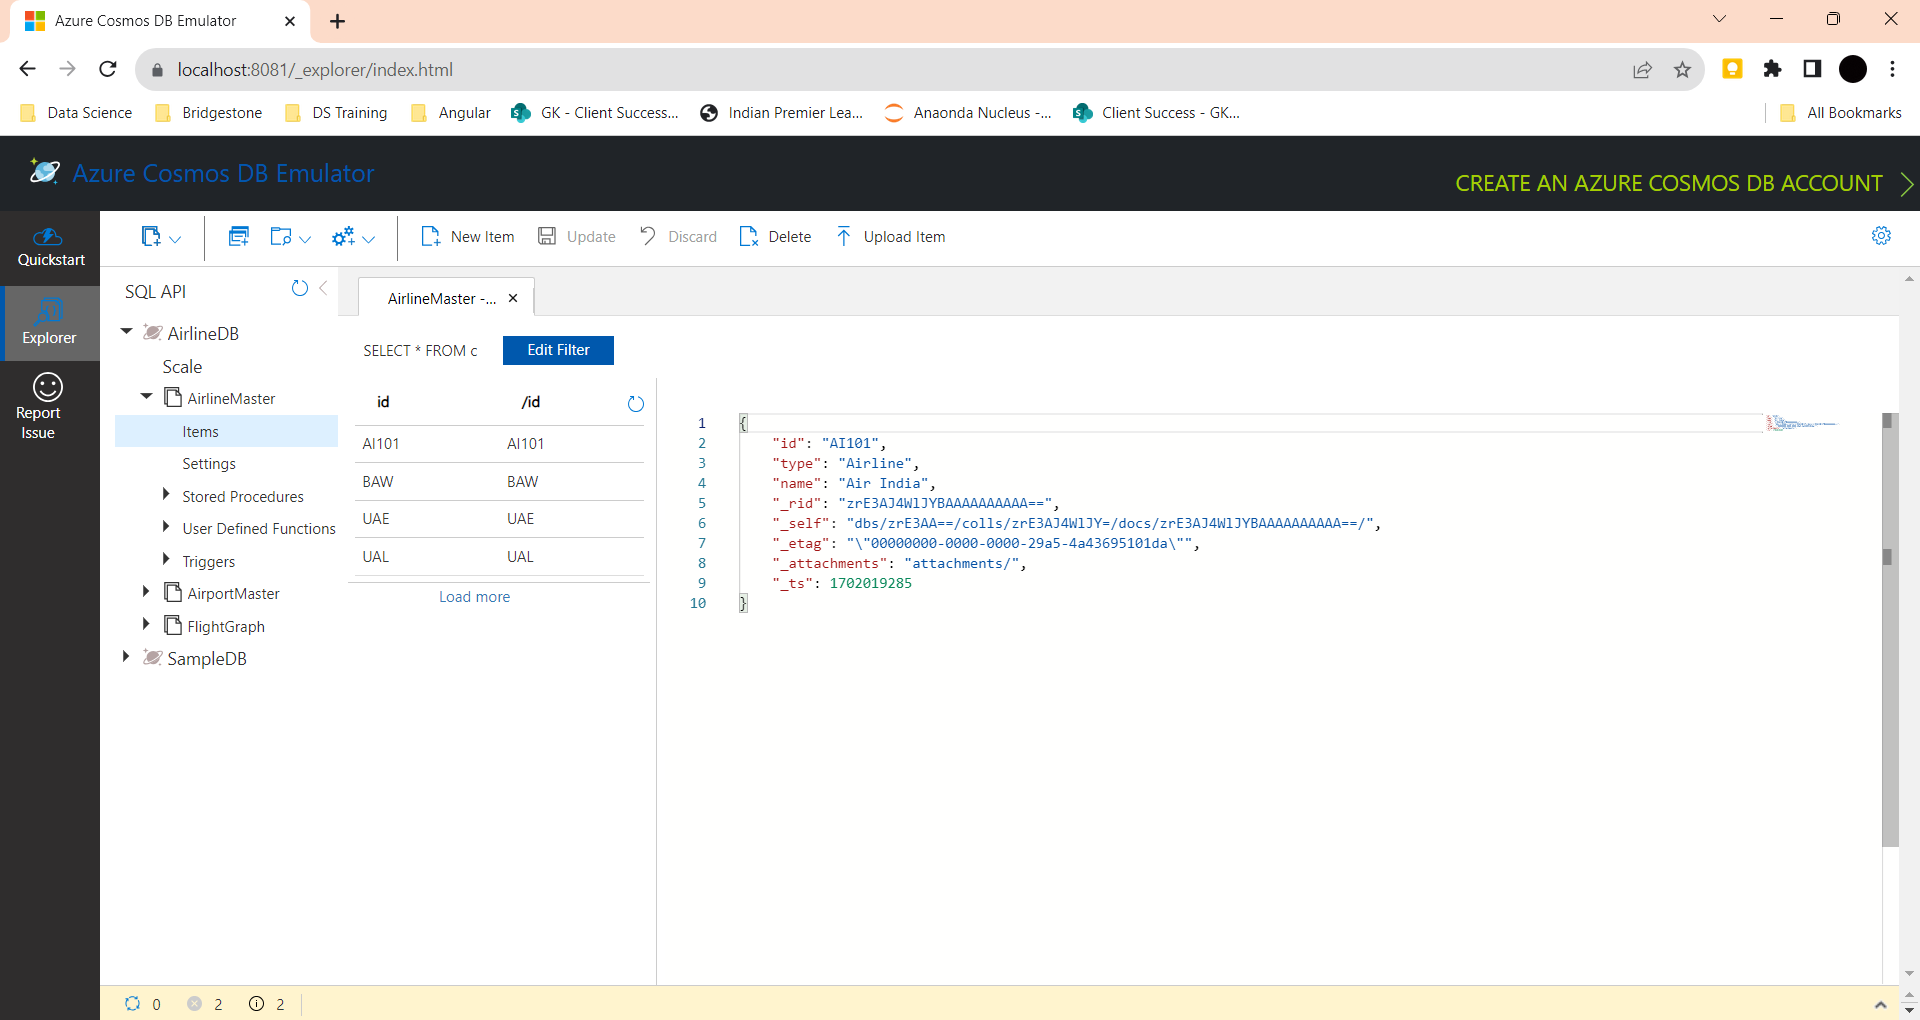 Azure Cosmos DB Emulator
localhost:8081/_explorer/index.html
Data Science Bridgestone DS Training Angular GK - Client Success... Indian Premier Lea... Anaonda Nucleus -... Client Success - GK... All Bookmarks
Azure Cosmos DB Emulator
CREATE AN AZURE COSMOS DB ACCOUNT
Quickstart
Explorer
Report
Issue
New Item Update Discard Delete Upload Item
SQL API
AirlineDB
Scale
AirlineMaster
Items
Settings
Stored Procedures
User Defined Functions
Triggers
AirportMaster
FlightGraph
SampleDB
AirlineMaster -...
SELECT * FROM c Edit Filter
id /id
AI101 AI101
BAW BAW
UAE UAE
UAL UAL
Load more
1 {
2 "id": "AI101",
3 "type": "Airline",
4 "name": "Air India",
5 "_rid": "zrE3AJ4WlJYBAAAAAAAAAA==",
6 "_self": "dbs/zrE3AA==/colls/zrE3AJ4WlJY=/docs/zrE3AJ4WlJYBAAAAAAAAAA==/",
7 "_etag": "\"00000000-0000-0000-29a5-4a43695101da\"",
8 "_attachments": "attachments/",
9 "_ts": 1702019285
10 }
0 2 2